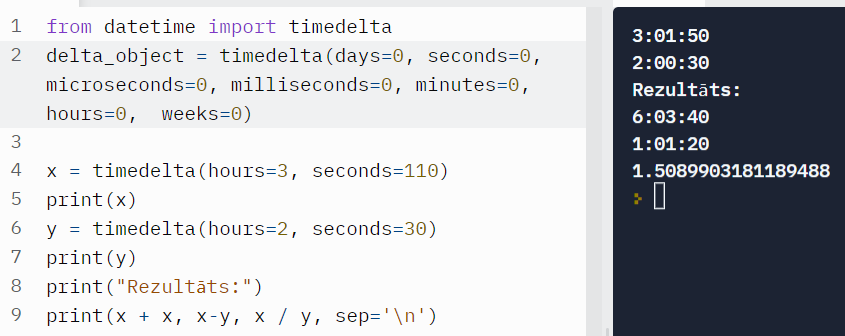 1 from datetime import timedelta
2 delta_object = timedelta(days=0, seconds=0,
microseconds=0, milliseconds=0, minutes=0,
hours=0,  weeks=0)
3
4 x = timedelta(hours=3, seconds=110)
5 print(x)
6 y = timedelta(hours=2, seconds=30)
7 print(y)
8 print("Rezultāts:")
9 print(x + x, x-y, x / y, sep='\n')
3:01:50
2:00:30
Rezultāts:
6:03:40
1:01:20
1.5089903181189488
>